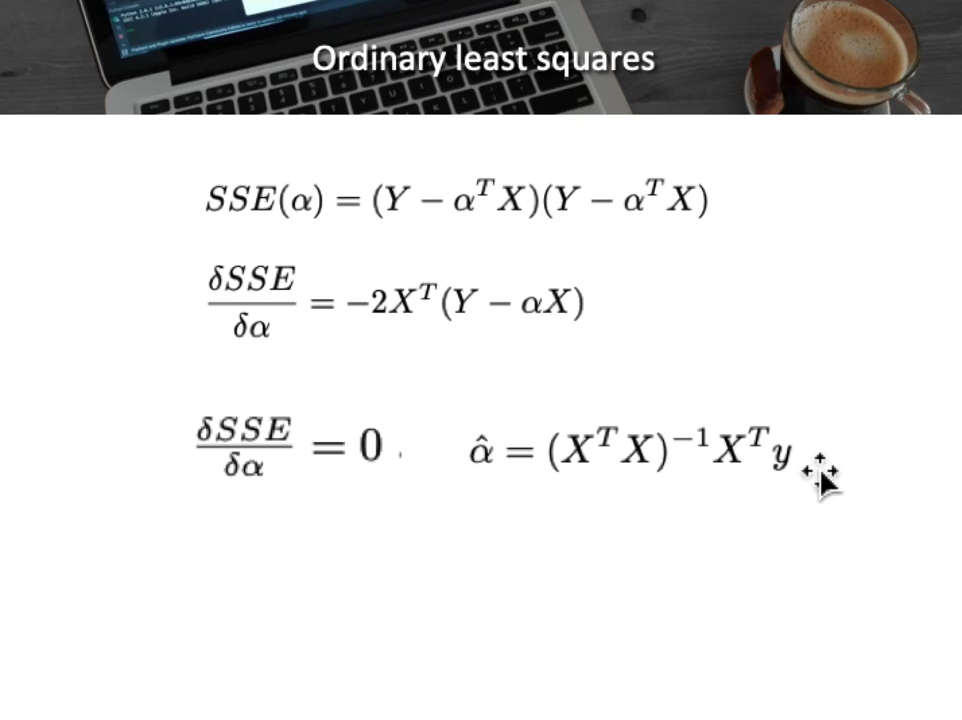 Ordinary least squares
SSE(α) = (Y − α^T X)(Y − α^T X)
δSSE/δα = −2X^T(Y − αX)
δSSE/δα = 0 . α̂ = (X^T X)^−1 X^T y